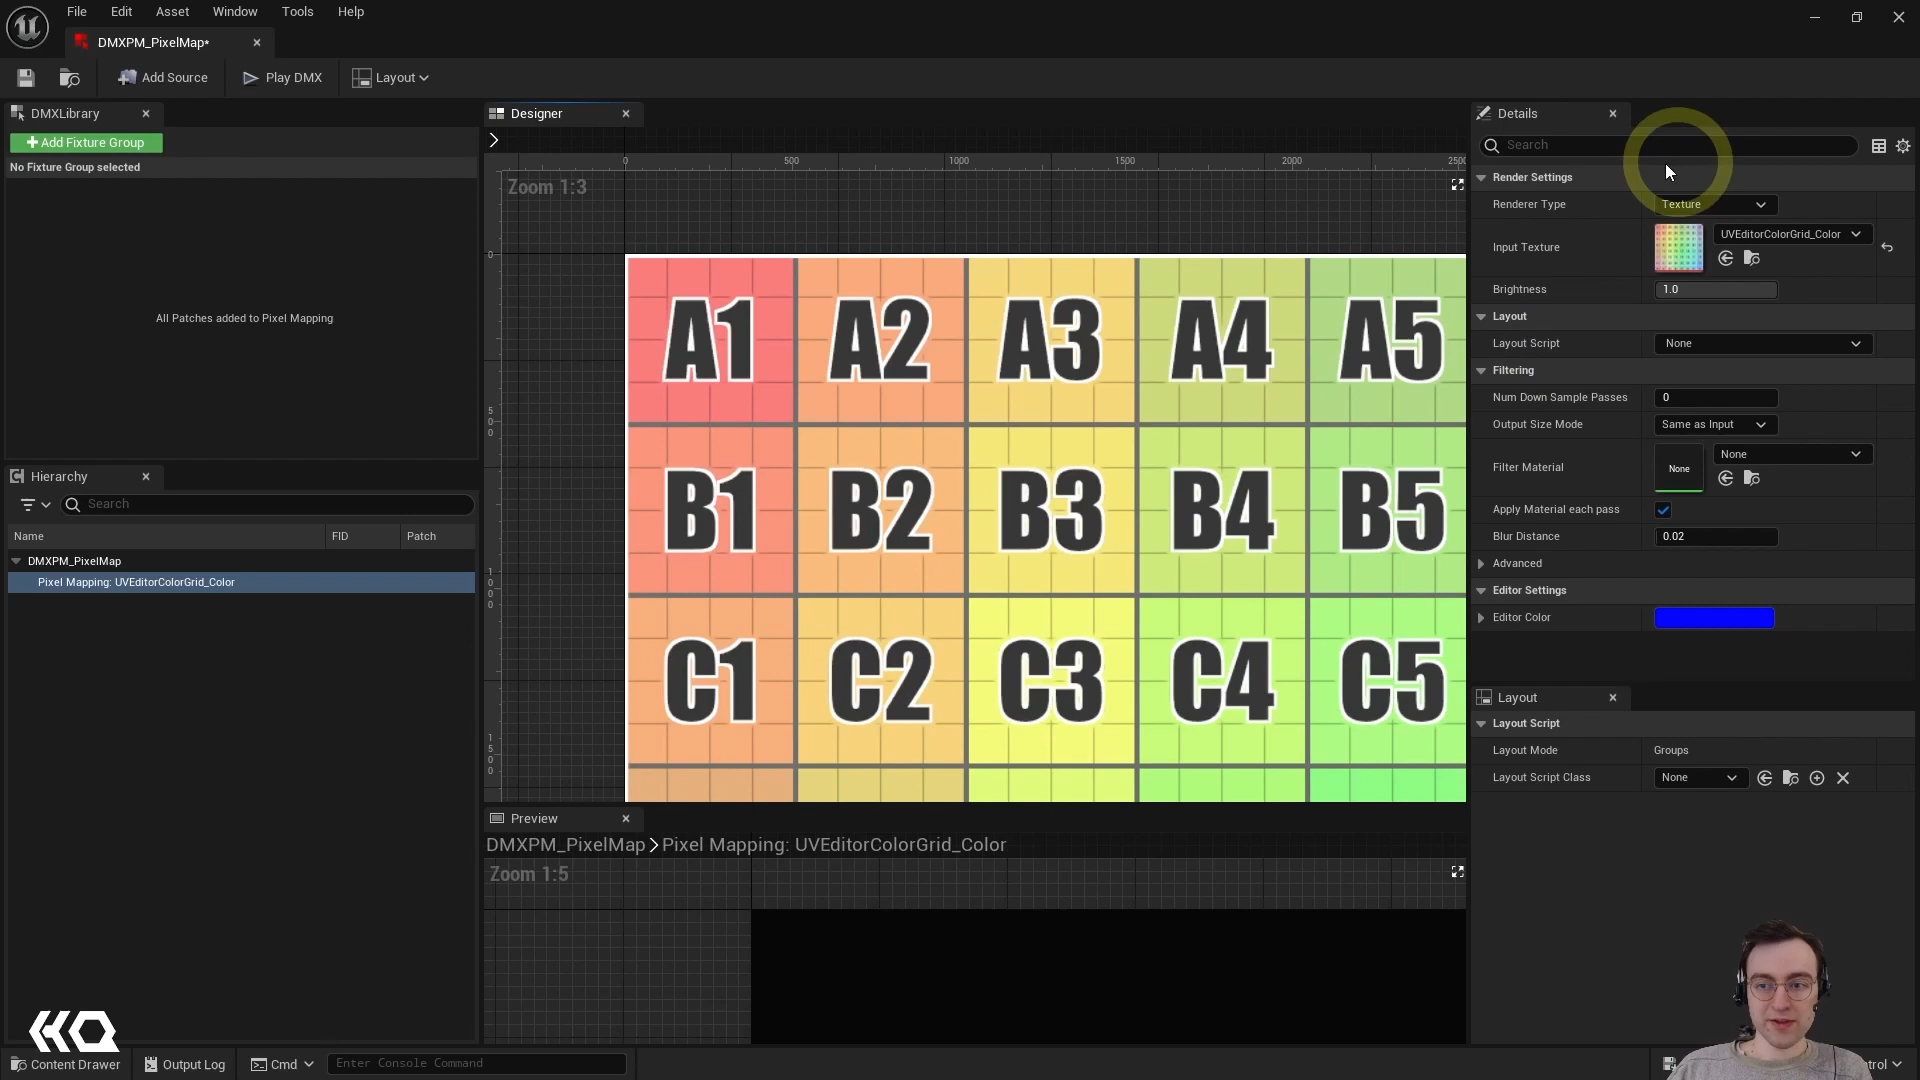 File Edit Asset Window Tools Help
DMXPM_PixelMap*
Add Source Play DMX Layout
DMXLibrary
Add Fixture Group
No Fixture Group selected
All Patches added to Pixel Mapping
Hierarchy
Search
Name FID Patch
DMXPM_PixelMap
Pixel Mapping: UVEditorColorGrid_Color
Designer
0 500 1000 1500 2000 2500
Zoom 1:3
0
500
1000
1500
A1 A2 A3 A4 A5
B1 B2 B3 B4 B5
C1 C2 C3 C4 C5
Preview
DMXPM_PixelMap Pixel Mapping: UVEditorColorGrid_Color
Zoom 1:5
Details
Search
Render Settings
Renderer Type Texture
Input Texture UVEditorColorGrid_Color
Brightness 1.0
Layout
Layout Script None
Filtering
Num Down Sample Passes 0
Output Size Mode Same as Input
Filter Material None None
Apply Material each pass
Blur Distance 0.02
Advanced
Editor Settings
Editor Color
Layout
Layout Script
Layout Mode Groups
Layout Script Class None
HQ
Content Drawer Output Log Cmd Enter Console Command